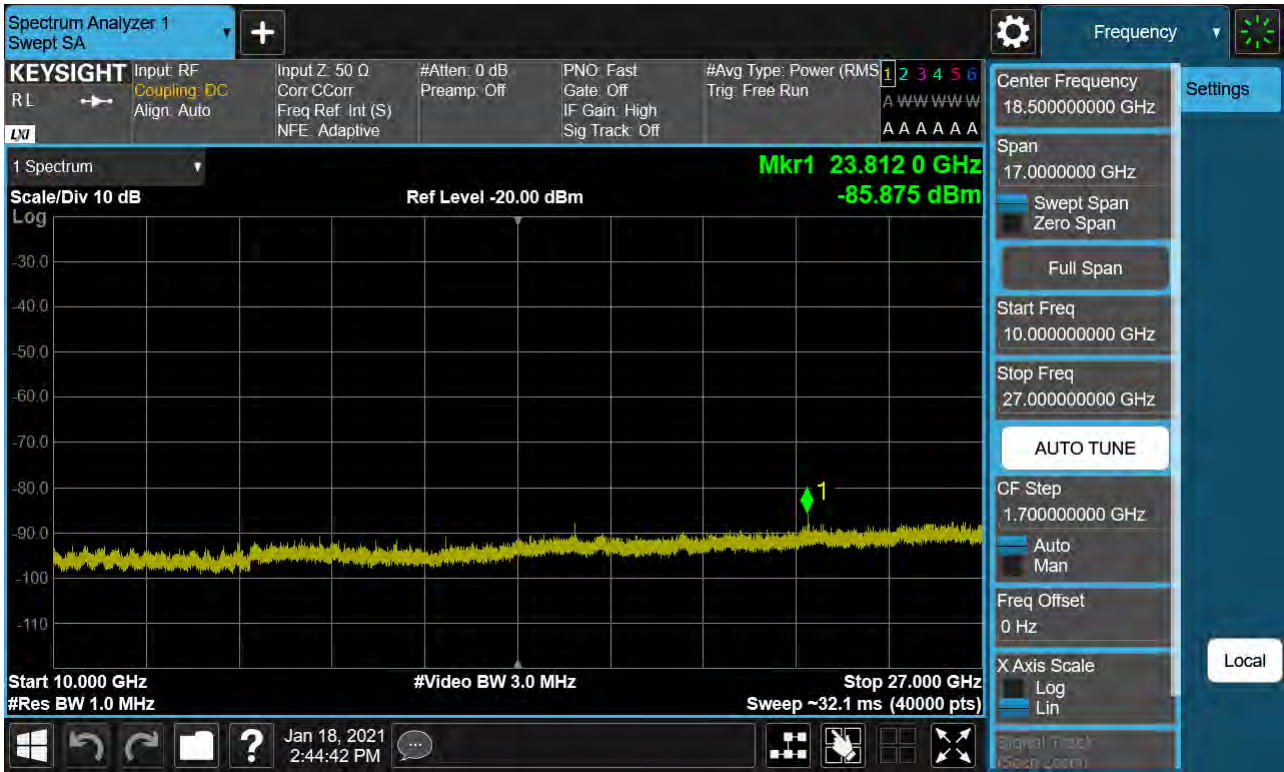 Spectrum Analyzer 1
Swept SA
+
Frequency
KEYSIGHT
RL
LXI
Input: RF
Coupling: DC
Align: Auto
Input Z: 50 Ω
Corr CCorr
Freq Ref: Int (S)
NFE: Adaptive
#Atten: 0 dB
Preamp: Off
PNO: Fast
Gate: Off
IF Gain: High
Sig Track: Off
#Avg Type: Power (RMS
Trig: Free Run
1 2 3 4 5 6
A W W W W W
A A A A A A
1 Spectrum
Scale/Div 10 dB
Log
Ref Level -20.00 dBm
Mkr1 23.812 0 GHz
-85.875 dBm
-30.0
-40.0
-50.0
-60.0
-70.0
-80.0
1
-90.0
-100
-110
Start 10.000 GHz
#Video BW 3.0 MHz
Stop 27.000 GHz
#Res BW 1.0 MHz
Sweep ~32.1 ms (40000 pts)
Center Frequency
18.500000000 GHz
Span
17.0000000 GHz
Swept Span
Zero Span
Full Span
Start Freq
10.000000000 GHz
Stop Freq
27.000000000 GHz
AUTO TUNE
CF Step
1.700000000 GHz
Auto
Man
Freq Offset
0 Hz
X Axis Scale
Log
Lin
Signal Track
(Span Zoom)
Settings
Local
?
Jan 18, 2021
2:44:42 PM